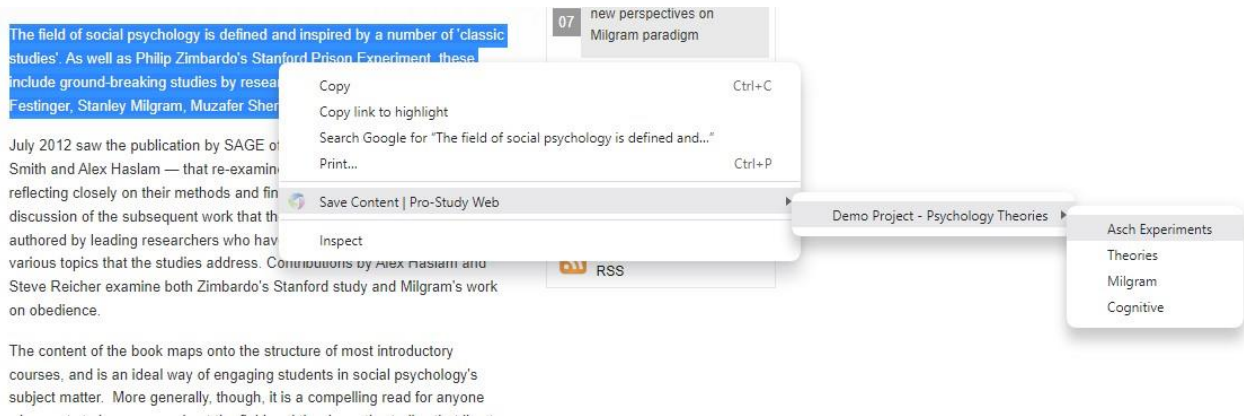 The field of social psychology is defined and inspired by a number of 'classic
studies'. As well as Philip Zimbardo's Stanford Prison Experiment, these
include ground-breaking studies by
Festinger, Stanley Milgram, Muzafer
July 2012 saw the publication by SAGE
Smith and Alex Haslam — that
reflecting closely on their methods and
discussion of the subsequent work that
authored by leading researchers who
various topics that the studies address. Contributions by Alex Haslam and
Steve Reicher examine both Zimbardo's Stanford study and Milgram's work
on obedience.
The content of the book maps onto the structure of most introductory
courses, and is an ideal way of engaging students in social psychology's
subject matter. More generally, though, it is a compelling read for anyone
07
new perspectives on
Milgram paradigm
Copy Ctrl+C
Copy link to highlight
Search Google for “The field of social psychology is defined and...”
Print... Ctrl+P
Save Content | Pro-Study Web
Inspect
Demo Project - Psychology Theories
Asch Experiments
Theories
Milgram
Cognitive
RSS